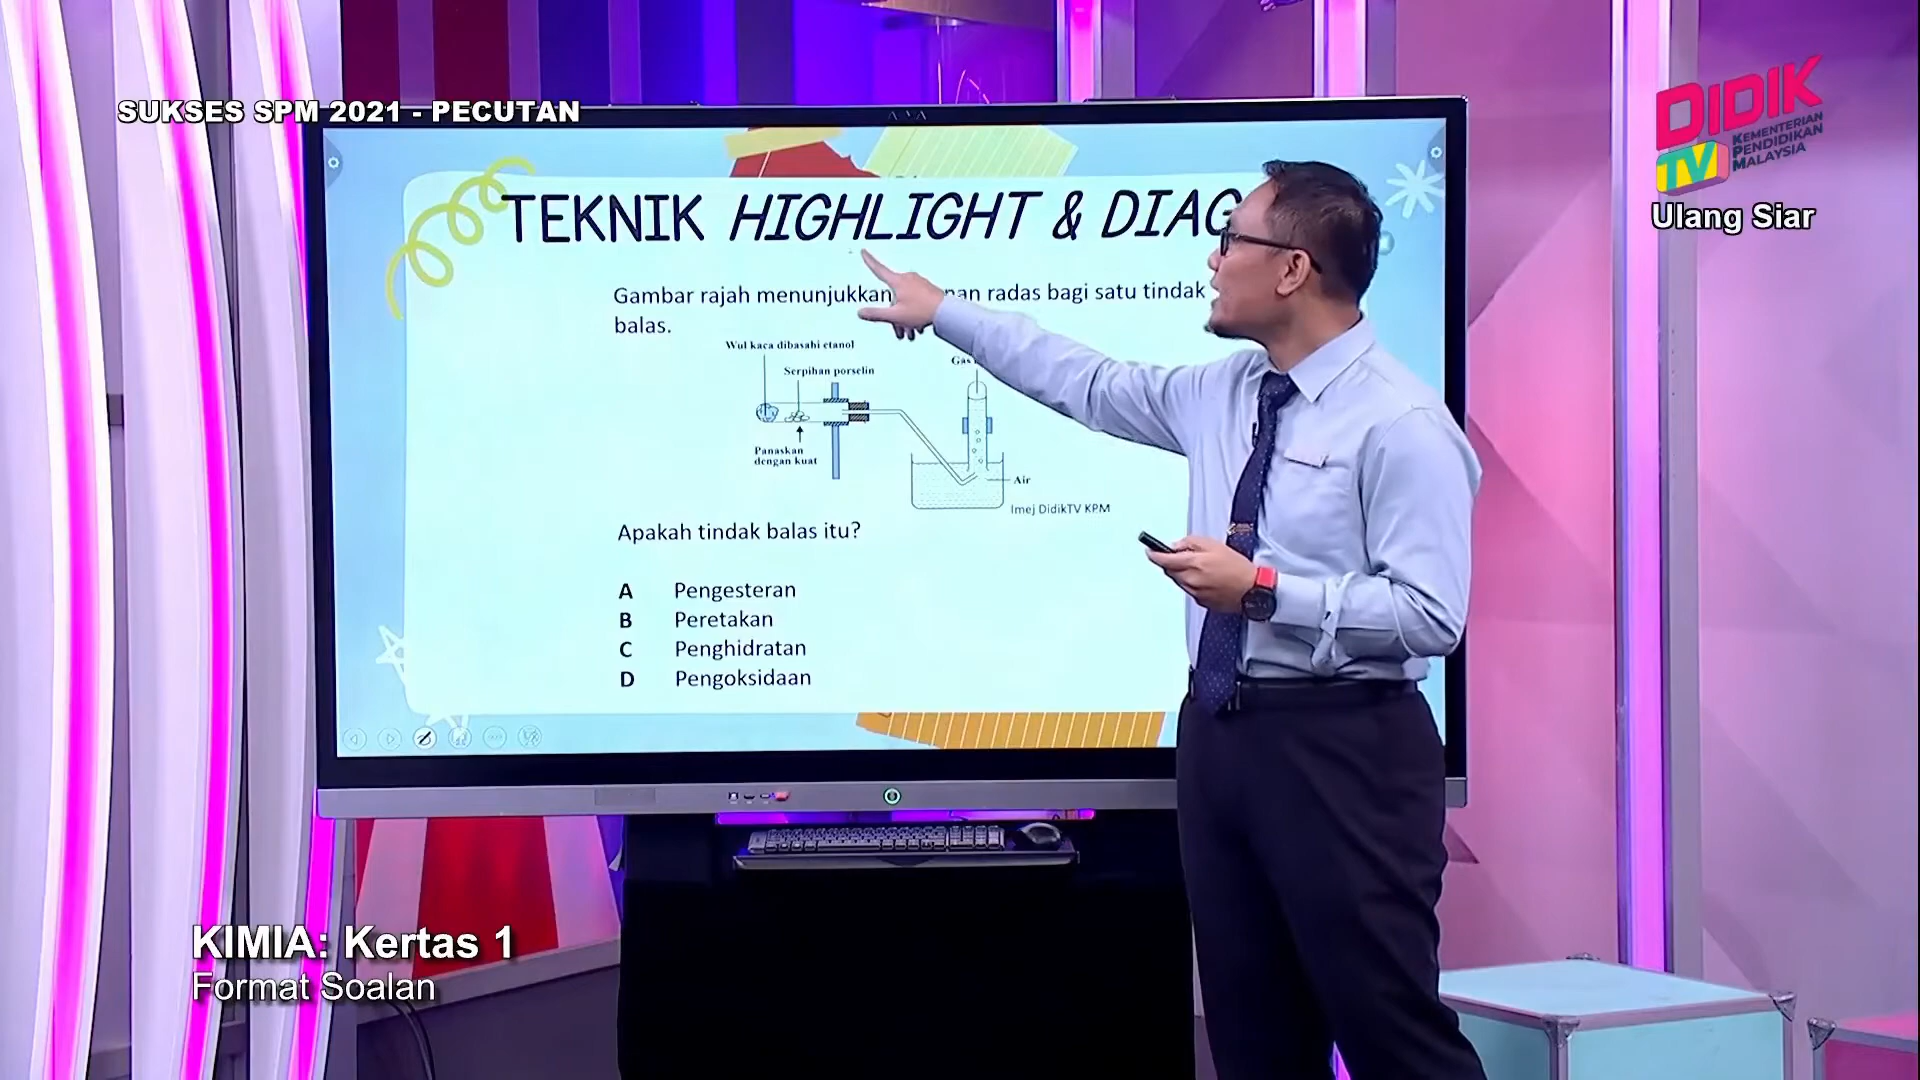 SUKSES SPM 2021 - PECUTAN
DIDIK
TV
KEMENTERIAN
PENDIDIKAN
MALAYSIA
Ulang Siar
TEKNIK HIGHLIGHT & DIAG
Gambar rajah menunjukkan radas bagi satu tindak
balas.
Wul kaca dibasahi etanol
Serpihan porselin
Gas
Panaskan
dengan kuat
Air
Imej DidikTV KPM
Apakah tindak balas itu?
A Pengesteran
B Peretakan
C Penghidratan
D Pengoksidaan
KIMIA: Kertas 1
Format Soalan